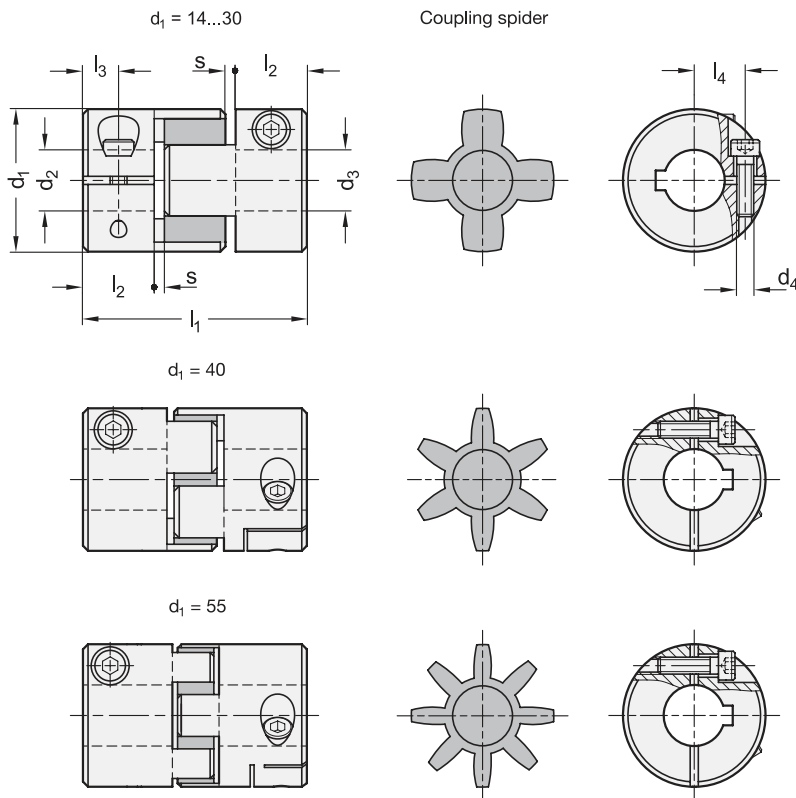 d₁ = 14...30
Coupling spider
l₃
s
l₂
l₄
d₁
d₂
d₃
l₂
s
d₄
l₁
d₁ = 40
d₁ = 55